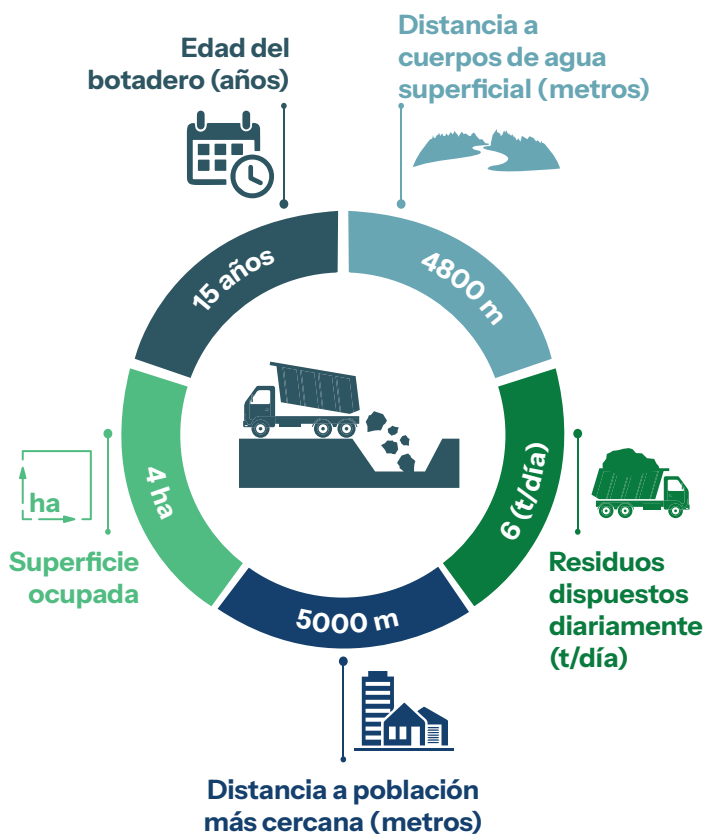 Edad del
botadero (años)
Distancia a
cuerpos de agua
superficial (metros)
15 años
4800 m
4 ha
6 (t/día)
5000 m
ha
Superficie
ocupada
Residuos
dispuestos
diariamente
(t/día)
Distancia a población
más cercana (metros)